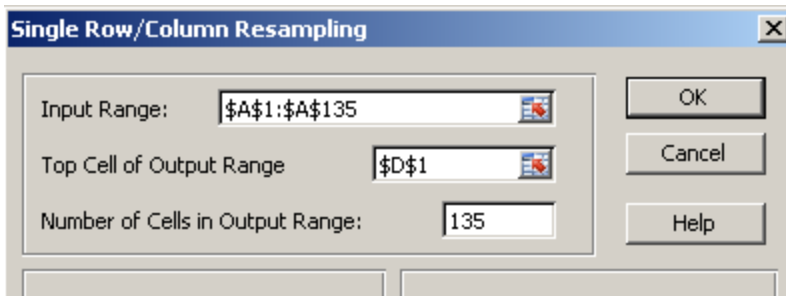 Single Row/Column Resampling
Input Range: $A$1:$A$135
OK
Top Cell of Output Range $D$1
Cancel
Number of Cells in Output Range: 135
Help